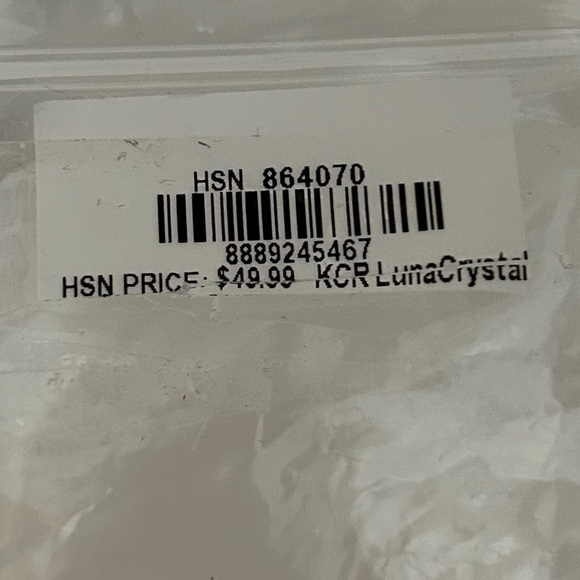 HSN 864070
8889245467
HSN PRICE: $49.99 KCR LunaCrystal